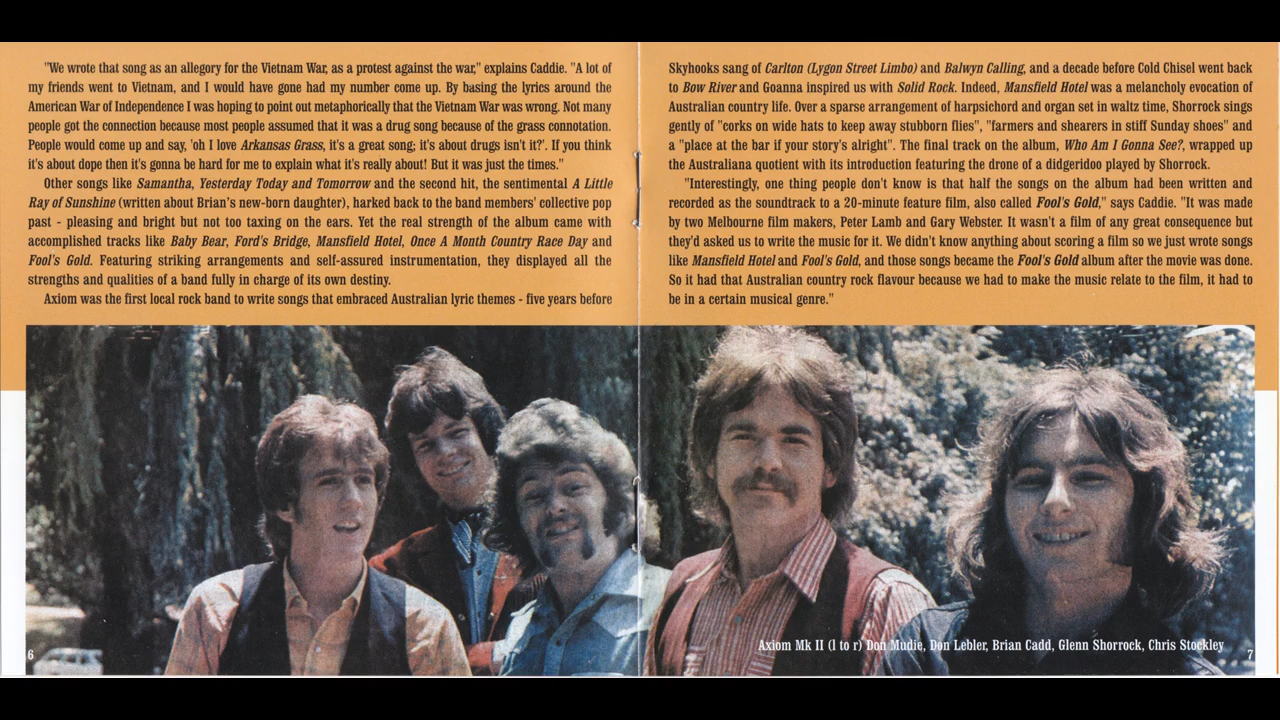 "We wrote that song as an allegory for the Vietnam War, as a protest against the war," explains Caddie. "A lot of
my friends went to Vietnam, and I would have gone had my number come up. By basing the lyrics around the
American War of Independence I was hoping to point out metaphorically that the Vietnam War was wrong. Not many
people got the connection because most people assumed that it was a drug song because of the grass connotation.
People would come up and say, 'oh I love Arkansas Grass, it's a great song; it's about drugs isn't it?'. If you think
it's about dope then it's gonna be hard for me to explain what it's really about! But it was just the times."
Other songs like Samantha, Yesterday Today and Tomorrow and the second hit, the sentimental A Little
Ray of Sunshine (written about Brian's new-born daughter), harked back to the band members' collective pop
past - pleasing and bright but not too taxing on the ears. Yet the real strength of the album came with
accomplished tracks like Baby Bear, Ford's Bridge, Mansfield Hotel, Once A Month Country Race Day and
Fool's Gold. Featuring striking arrangements and self-assured instrumentation, they displayed all the
strengths and qualities of a band fully in charge of its own destiny.
Axiom was the first local rock band to write songs that embraced Australian lyric themes - five years before
6
Skyhooks sang of Carlton (Lygon Street Limbo) and Balwyn Calling, and a decade before Cold Chisel went back
to Bow River and Goanna inspired us with Solid Rock. Indeed, Mansfield Hotel was a melancholy evocation of
Australian country life. Over a sparse arrangement of harpsichord and organ set in waltz time, Shorrock sings
gently of "corks on wide hats to keep away stubborn flies", "farmers and shearers in stiff Sunday shoes" and
a "place at the bar if your story's alright". The final track on the album, Who Am I Gonna See?, wrapped up
the Australiana quotient with its introduction featuring the drone of a didgeridoo played by Shorrock.
"Interestingly, one thing people don't know is that half the songs on the album had been written and
recorded as the soundtrack to a 20-minute feature film, also called Fool's Gold," says Caddie. "It was made
by two Melbourne film makers, Peter Lamb and Gary Webster. It wasn't a film of any great consequence but
they'd asked us to write the music for it. We didn't know anything about scoring a film so we just wrote songs
like Mansfield Hotel and Fool's Gold, and those songs became the Fool's Gold album after the movie was done.
So it had that Australian country rock flavour because we had to make the music relate to the film, it had to
be in a certain musical genre."
Axiom Mk II (l to r) Don Mudie, Don Lebler, Brian Cadd, Glenn Shorrock, Chris Stockley
7